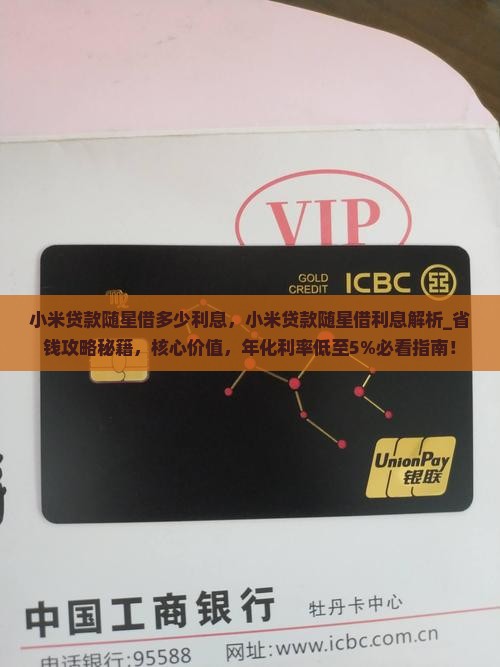 VIP
GOLD
CREDIT
ICBC
小米贷款随星借多少利息，小米贷款随星借利息解析_省
钱攻略秘籍，核心价值，年化利率低至5%必看指南！
UnionPay
银联
中国工商银行
牡丹卡中心
电话银行:95588
网址:www.icbc.com.cn